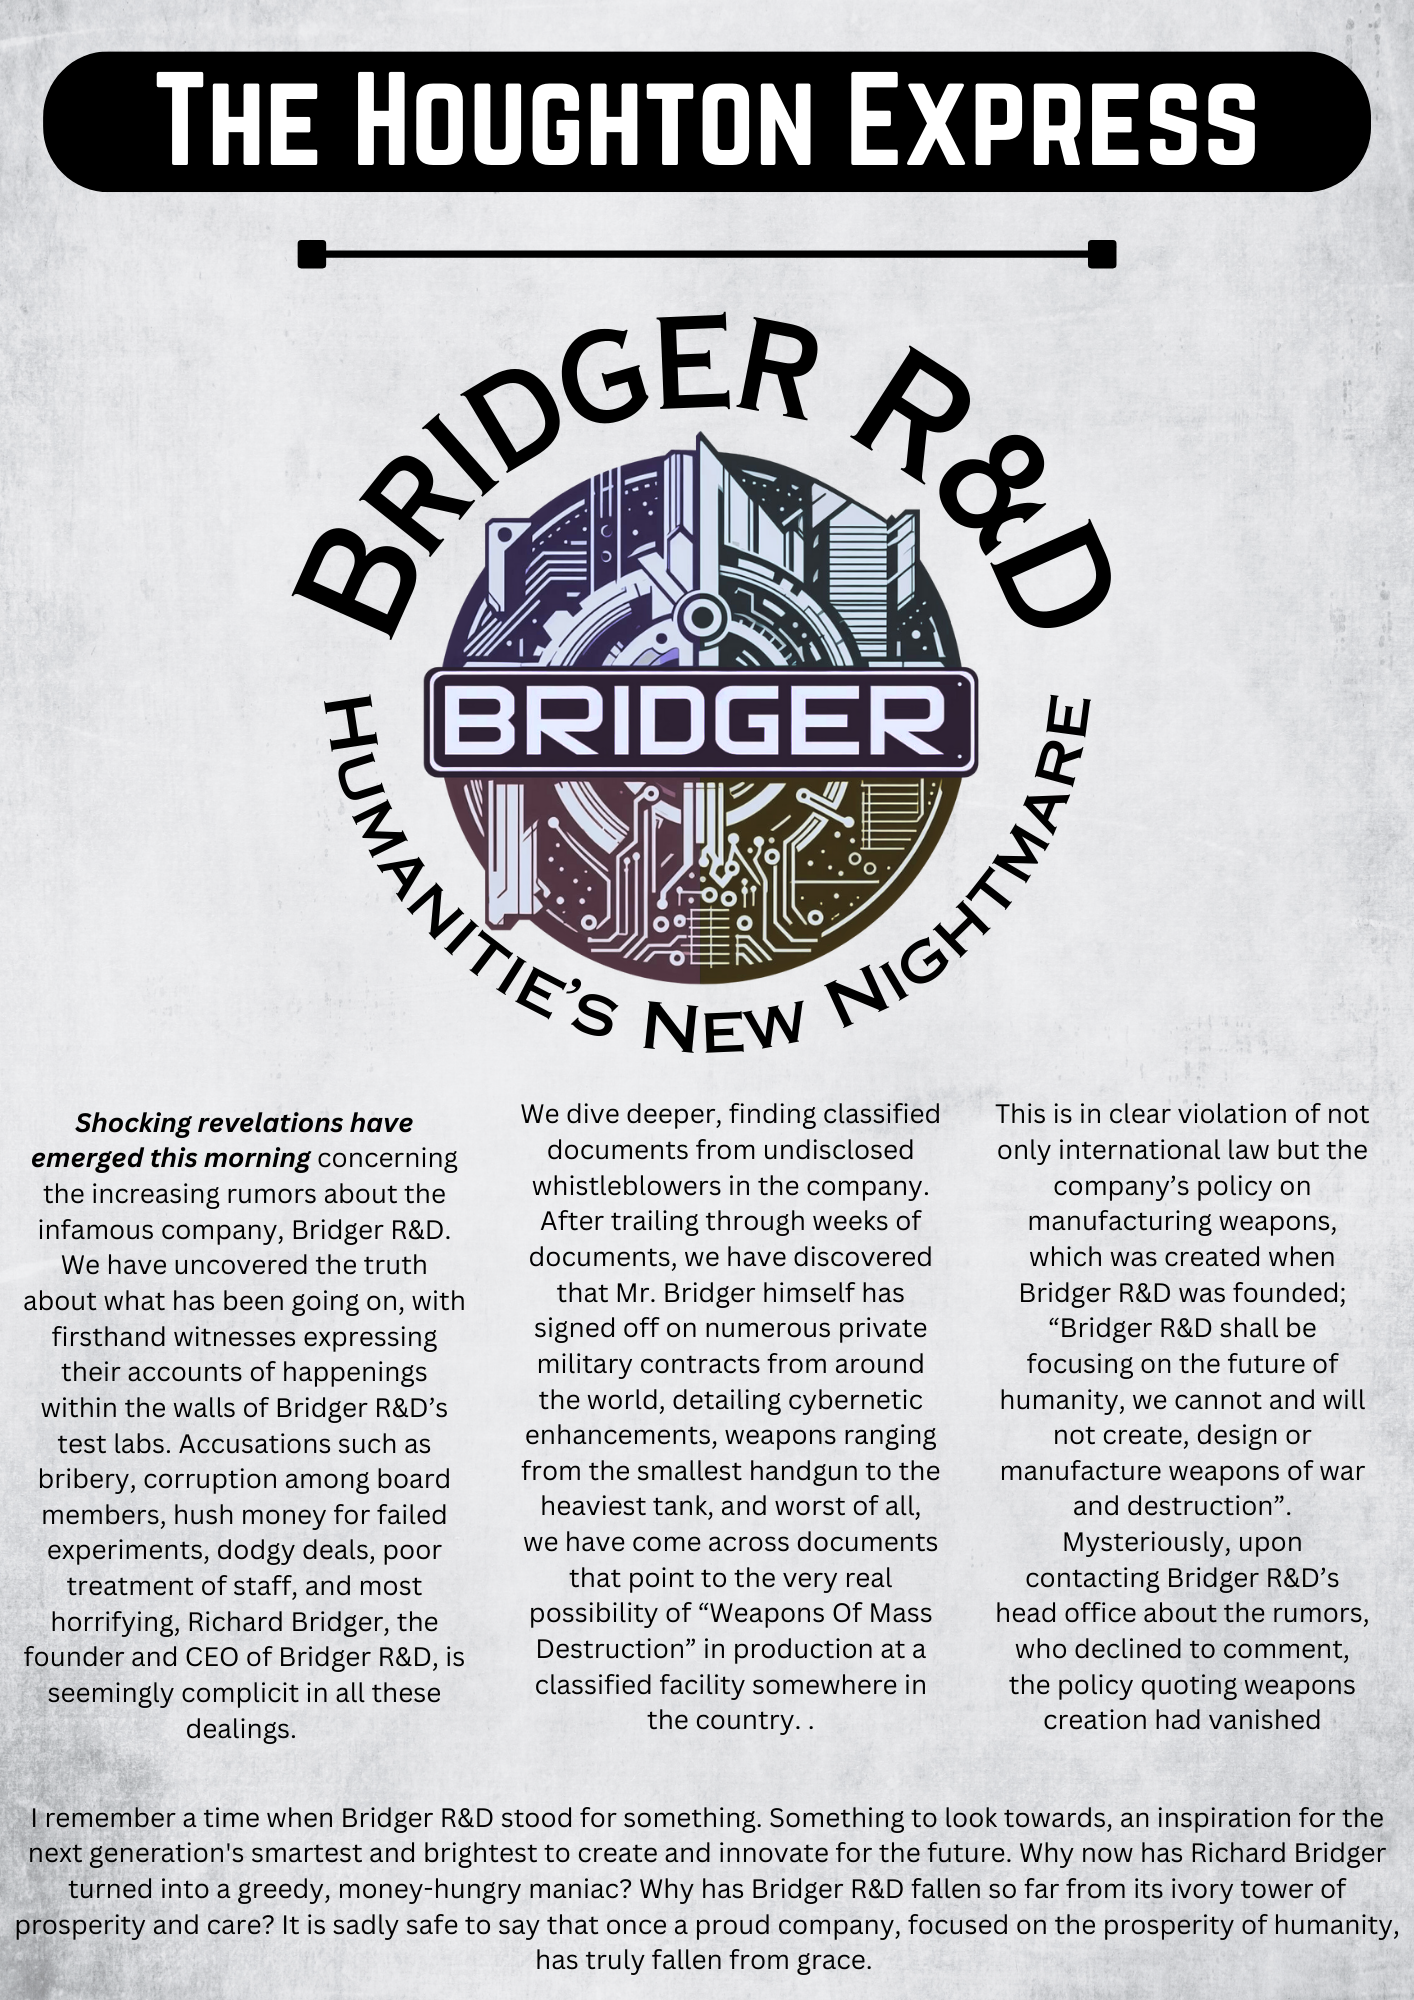 The Houghton Express
Bridger R&D
BRIDGER
Humanitie’s New Nightmare
Shocking revelations have
emerged this morning concerning
the increasing rumors about the
infamous company, Bridger R&D.
We have uncovered the truth
about what has been going on, with
firsthand witnesses expressing
their accounts of happenings
within the walls of Bridger R&D’s
test labs. Accusations such as
bribery, corruption among board
members, hush money for failed
experiments, dodgy deals, poor
treatment of staff, and most
horrifying, Richard Bridger, the
founder and CEO of Bridger R&D, is
seemingly complicit in all these
dealings.
We dive deeper, finding classified
documents from undisclosed
whistleblowers in the company.
After trailing through weeks of
documents, we have discovered
that Mr. Bridger himself has
signed off on numerous private
military contracts from around
the world, detailing cybernetic
enhancements, weapons ranging
from the smallest handgun to the
heaviest tank, and worst of all,
we have come across documents
that point to the very real
possibility of “Weapons Of Mass
Destruction” in production at a
classified facility somewhere in
the country. .
This is in clear violation of not
only international law but the
company’s policy on
manufacturing weapons,
which was created when
Bridger R&D was founded;
“Bridger R&D shall be
focusing on the future of
humanity, we cannot and will
not create, design or
manufacture weapons of war
and destruction”.
Mysteriously, upon
contacting Bridger R&D’s
head office about the rumors,
who declined to comment,
the policy quoting weapons
creation had vanished
I remember a time when Bridger R&D stood for something. Something to look towards, an inspiration for the
next generation's smartest and brightest to create and innovate for the future. Why now has Richard Bridger
turned into a greedy, money-hungry maniac? Why has Bridger R&D fallen so far from its ivory tower of
prosperity and care? It is sadly safe to say that once a proud company, focused on the prosperity of humanity,
has truly fallen from grace.